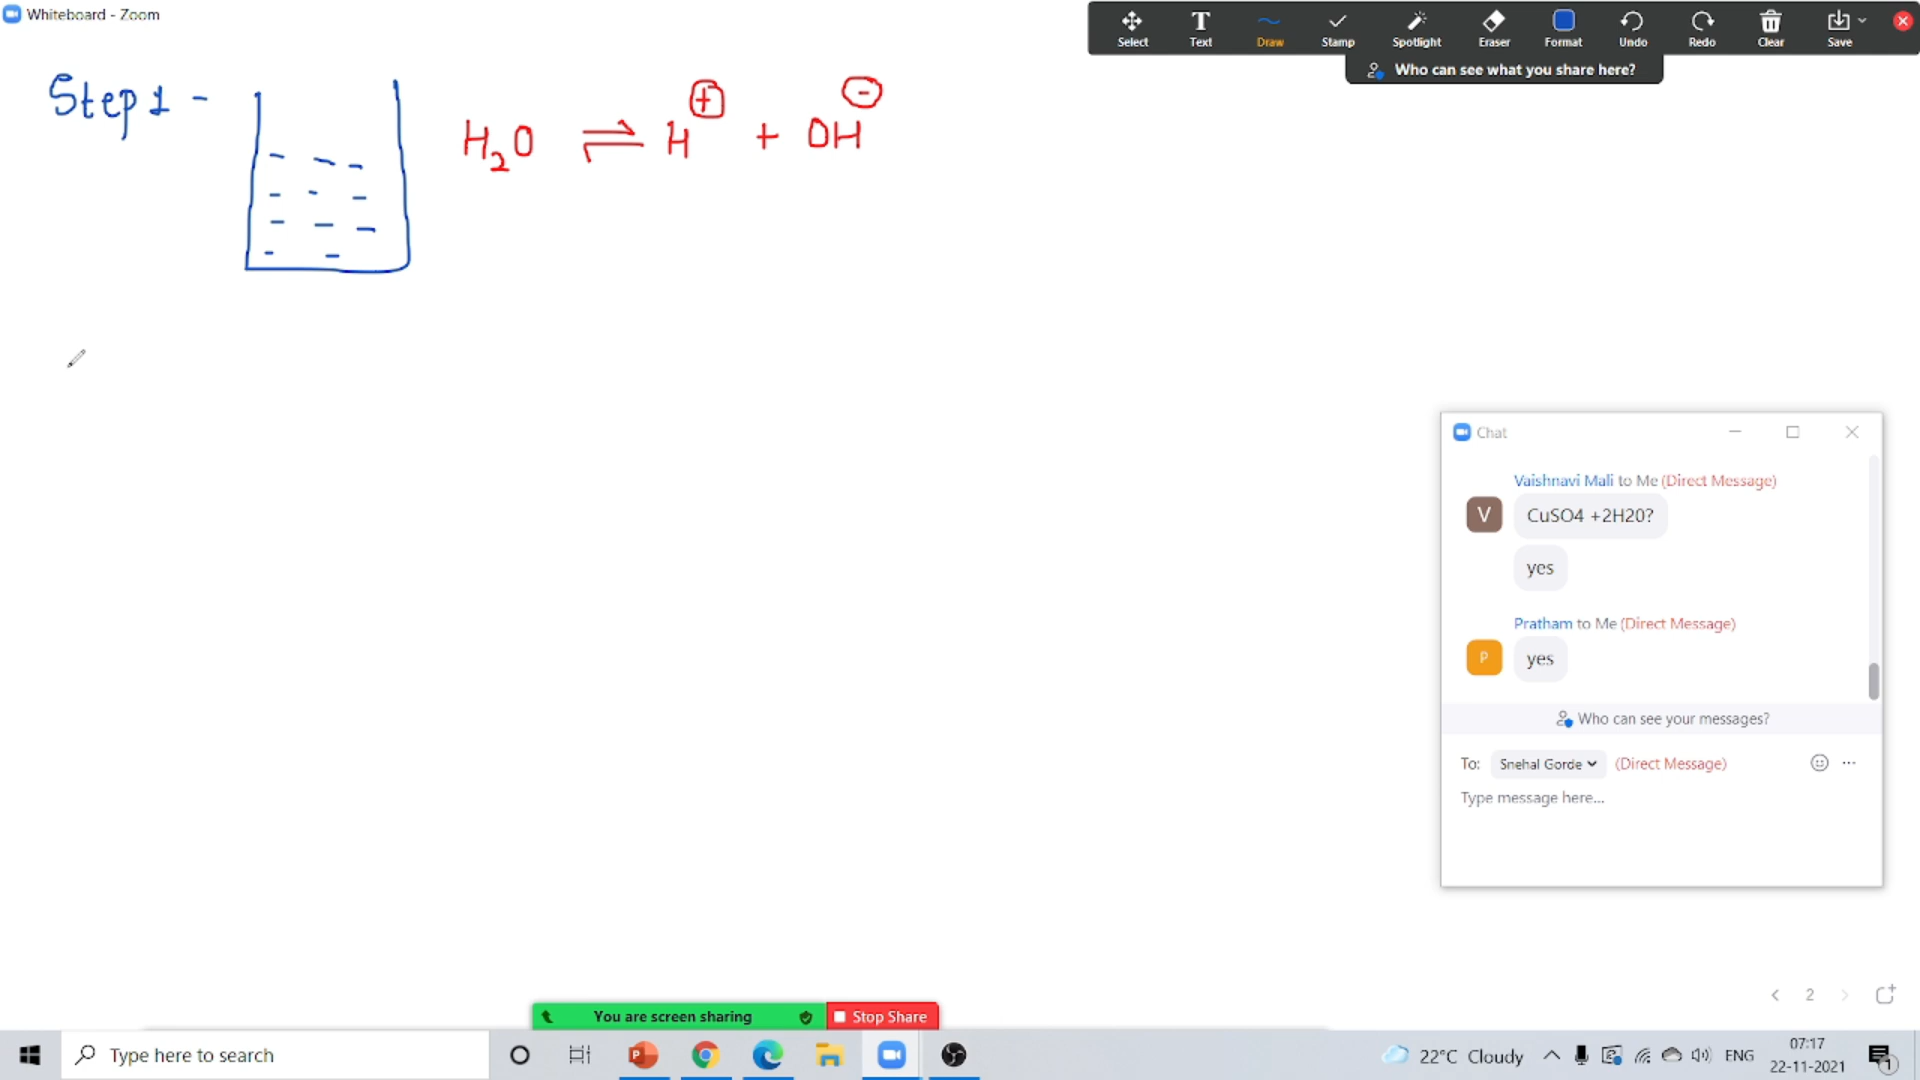 Whiteboard - Zoom
Select Text Draw Stamp Spotlight Eraser Format Undo Redo Clear Save
Who can see what you share here?
Step 1 -
H₂O ⇌ H⊕ + OH⊖
Chat
Vaishnavi Mali to Me (Direct Message)
V
CuSO4 +2H20?
yes
Pratham to Me (Direct Message)
P
yes
Who can see your messages?
To: Snehal Gorde (Direct Message)
Type message here...
2
You are screen sharing
Stop Share
Type here to search
22°C Cloudy
ENG
07:17
22-11-2021
1